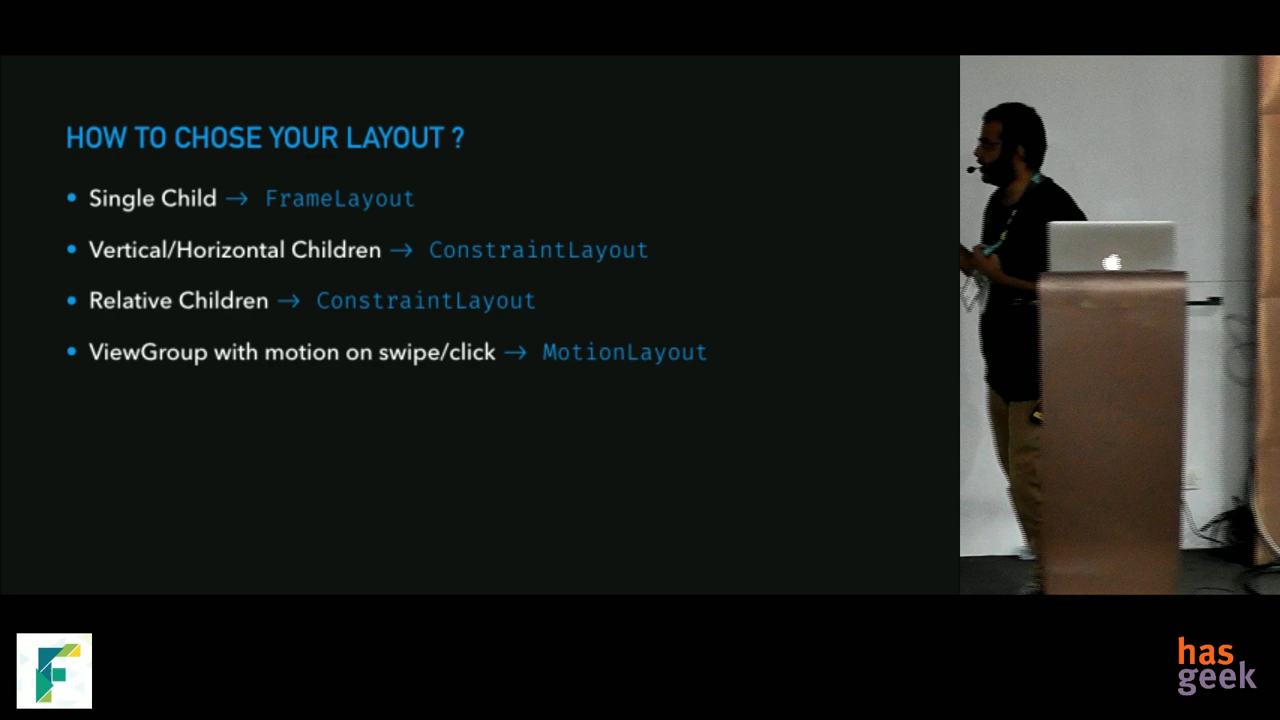 HOW TO CHOSE YOUR LAYOUT ?
• Single Child → FrameLayout
• Vertical/Horizontal Children → ConstraintLayout
• Relative Children → ConstraintLayout
• ViewGroup with motion on swipe/click → MotionLayout
F
has
geek